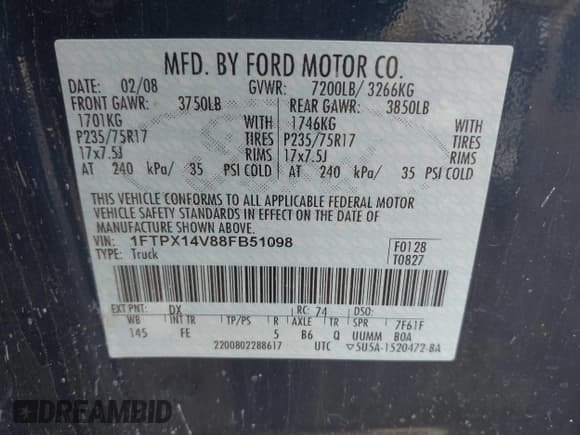 MFD. BY FORD MOTOR CO.
DATE: 02/08 GVWR: 7200LB/ 3266KG
FRONT GAWR: 3750LB REAR GAWR: 3850LB
1701KG WITH 1746KG WITH
P235/75R17 TIRES P235/75R17 TIRES
17x7.5J RIMS 17x7.5J RIMS
AT 240 kPa/ 35 PSI COLD AT 240 kPa/ 35 PSI COLD
THIS VEHICLE CONFORMS TO ALL APPLICABLE FEDERAL MOTOR
VEHICLE SAFETY STANDARDS IN EFFECT ON THE DATE OF MANUFACTURE
SHOWN ABOVE.
VIN: 1FTPX14V88FB51098 F0128
TYPE: Truck T0827
EXT PNT: DX RC: 74 DSO:
WB INT TR TP/PS R AXLE TR SPR 7F61F
145 FE 5 B6 Q UUMM BOA
2200802288617 UTC ▽5U5A-1520472-BA
DREAMBID